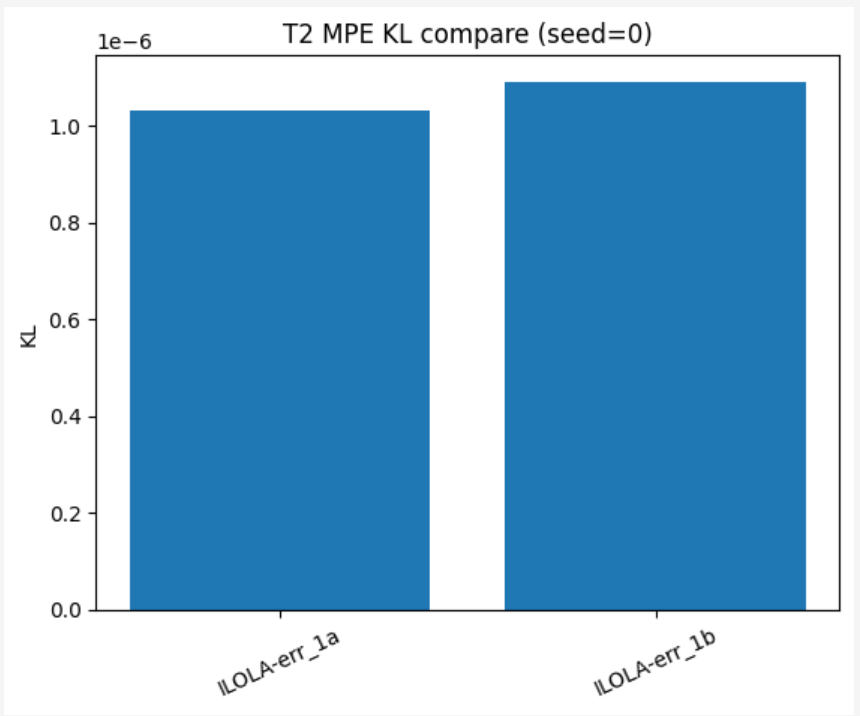 T2 MPE KL compare (seed=0)
1e−6
1.0
0.8
0.6
0.4
0.2
0.0
KL
ILOLA-err_1a
ILOLA-err_1b